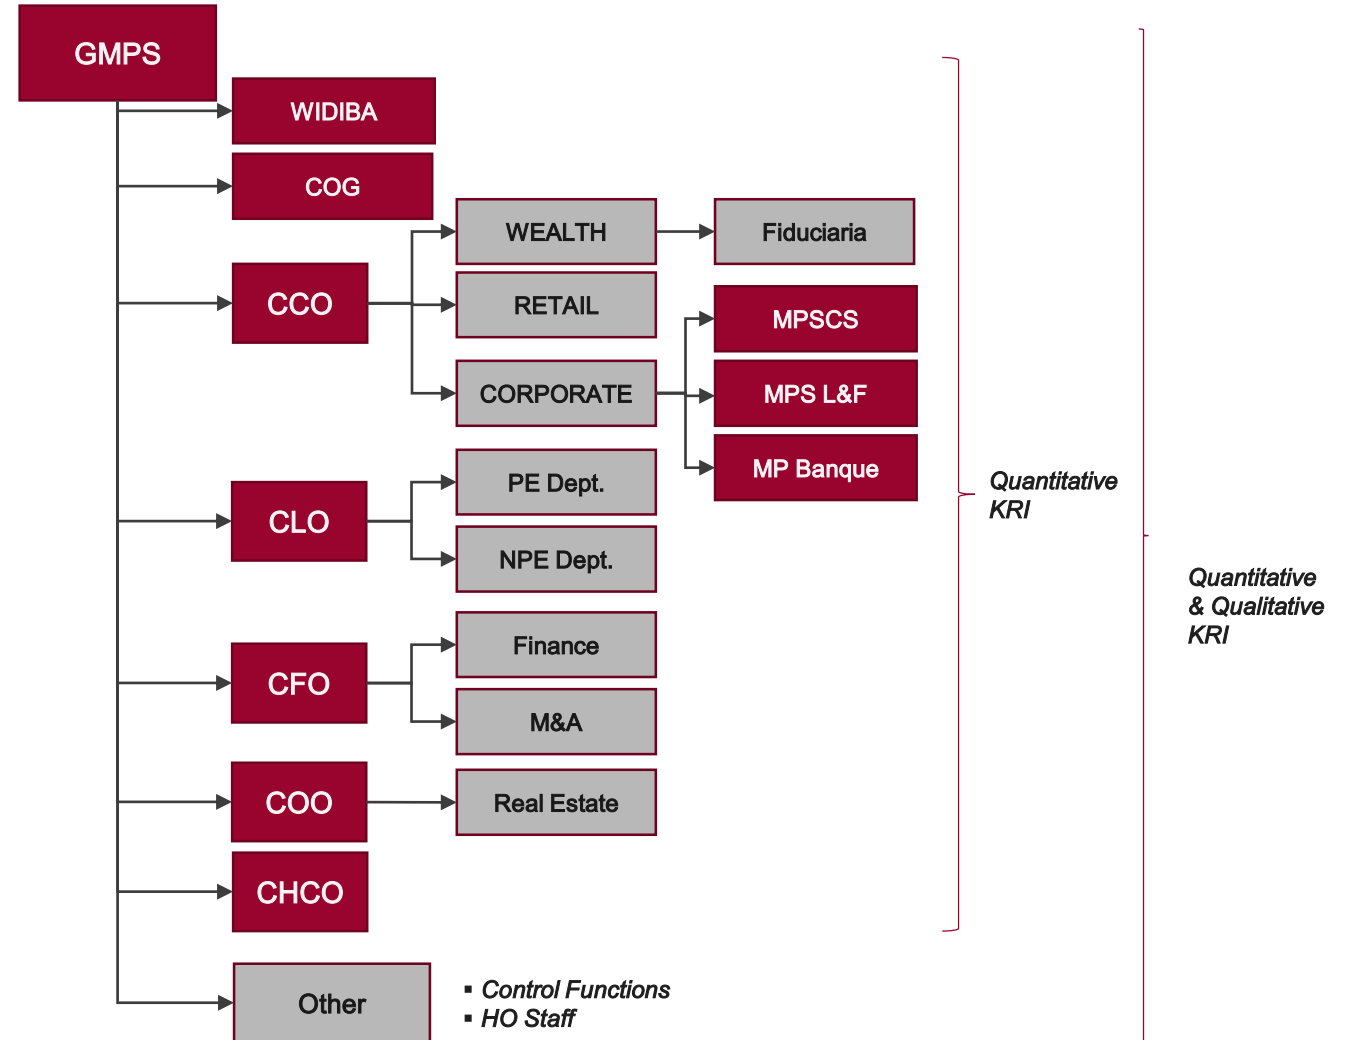 GMPS
WIDIBA
COG
WEALTH
Fiduciaria
CCO
RETAIL
MPSCS
CORPORATE
MPS L&F
MP Banque
CLO
PE Dept.
NPE Dept.
Quantitative
KRI
Quantitative
& Qualitative
KRI
CFO
Finance
M&A
COO
Real Estate
CHCO
Other
▪ Control Functions
▪ HO Staff